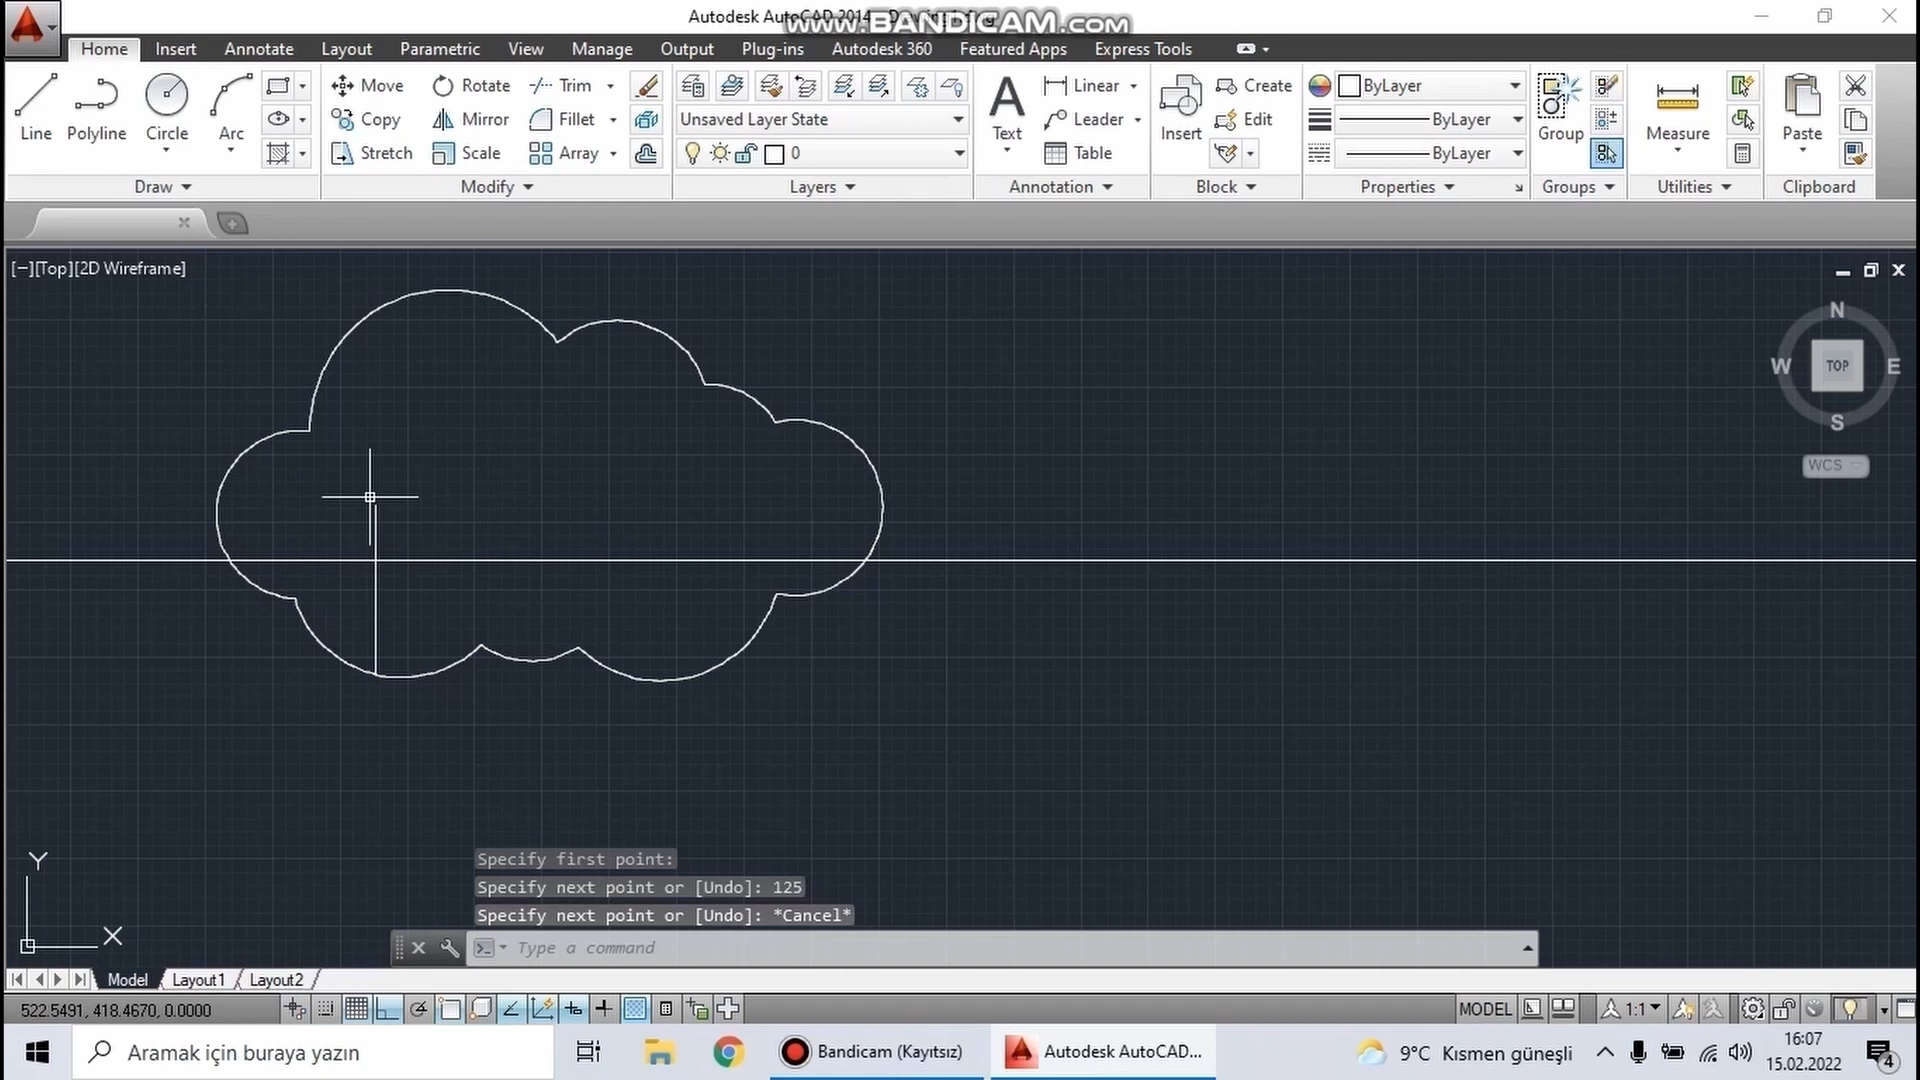 Autodesk AutoCAD 2014
www.BANDICAM.com
Home Insert Annotate Layout Parametric View Manage Output Plug-ins Autodesk 360 Featured Apps Express Tools
Line Polyline Circle Arc
Move Rotate Trim
Copy Mirror Fillet
Stretch Scale Array
Unsaved Layer State
0
Text
Linear
Leader
Table
Insert
Create
Edit
ByLayer
ByLayer
ByLayer
Group
Measure
Paste
Draw Modify Layers Annotation Block Properties Groups Utilities Clipboard
[−][Top][2D Wireframe]
N
W TOP E
S
WCS
Y
X
Specify first point:
Specify next point or [Undo]: 125
Specify next point or [Undo]: *Cancel*
Type a command
Model Layout1 Layout2
522.5491, 418.4670, 0.0000
MODEL
1:1
Aramak için buraya yazın
Bandicam (Kayıtsız)
Autodesk AutoCAD...
9°C Kısmen güneşli
16:07
15.02.2022
4